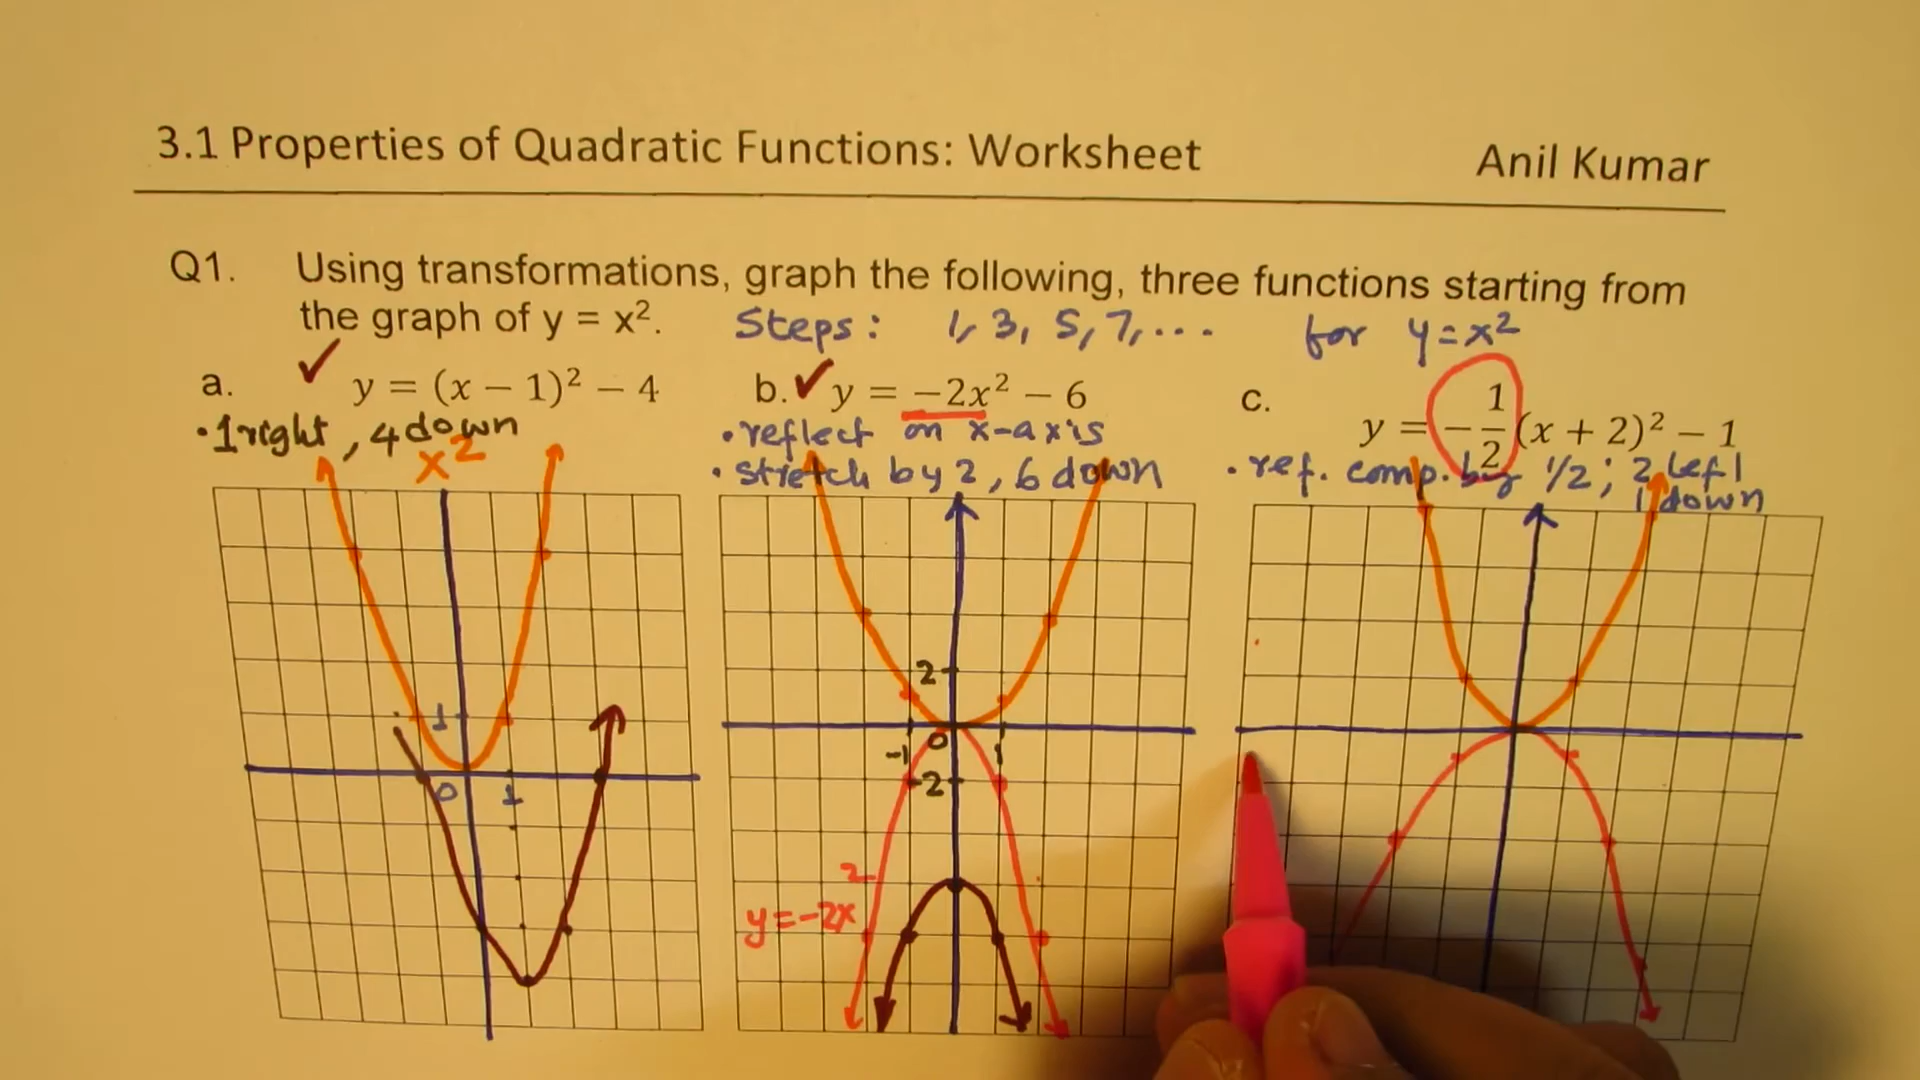 3.1 Properties of Quadratic Functions: Worksheet Anil Kumar
Q1. Using transformations, graph the following, three functions starting from
the graph of y = x². Steps: 1, 3, 5, 7, ... for y=x²
a. ✓ y = (x − 1)² − 4
• 1 right, 4 down
x²
1
0 1
b. ✓ y = −2x² − 6
• reflect on x-axis
• stretch by 2, 6 down
2
-1 0 1
-2
y=-2x²
c. y = −1/2(x + 2)² − 1
• ref. comp. by 1/2; 2 left
1 down